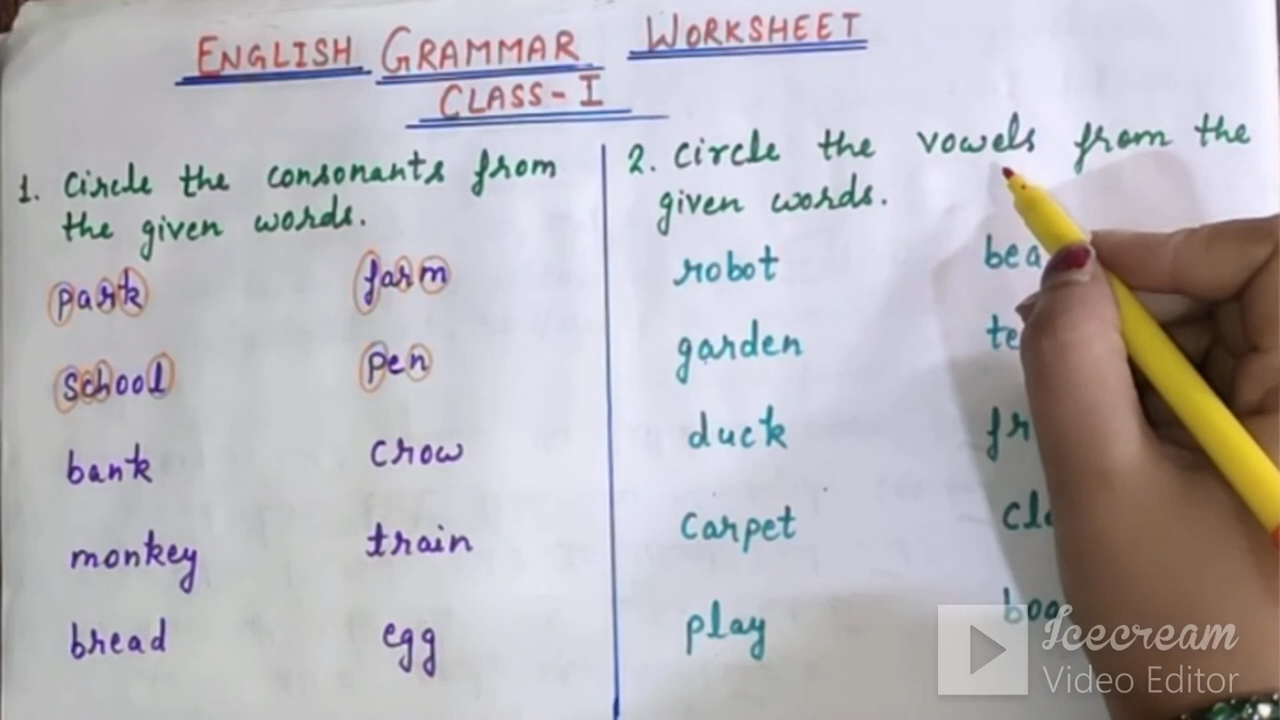 ENGLISH GRAMMAR WORKSHEET
CLASS-I
1. Circle the consonants from
the given words.
park farm
school pen
bank crow
monkey train
bread egg
2. Circle the vowels from the
given words.
robot
garden
duck
carpet
play
Icecream
Video Editor